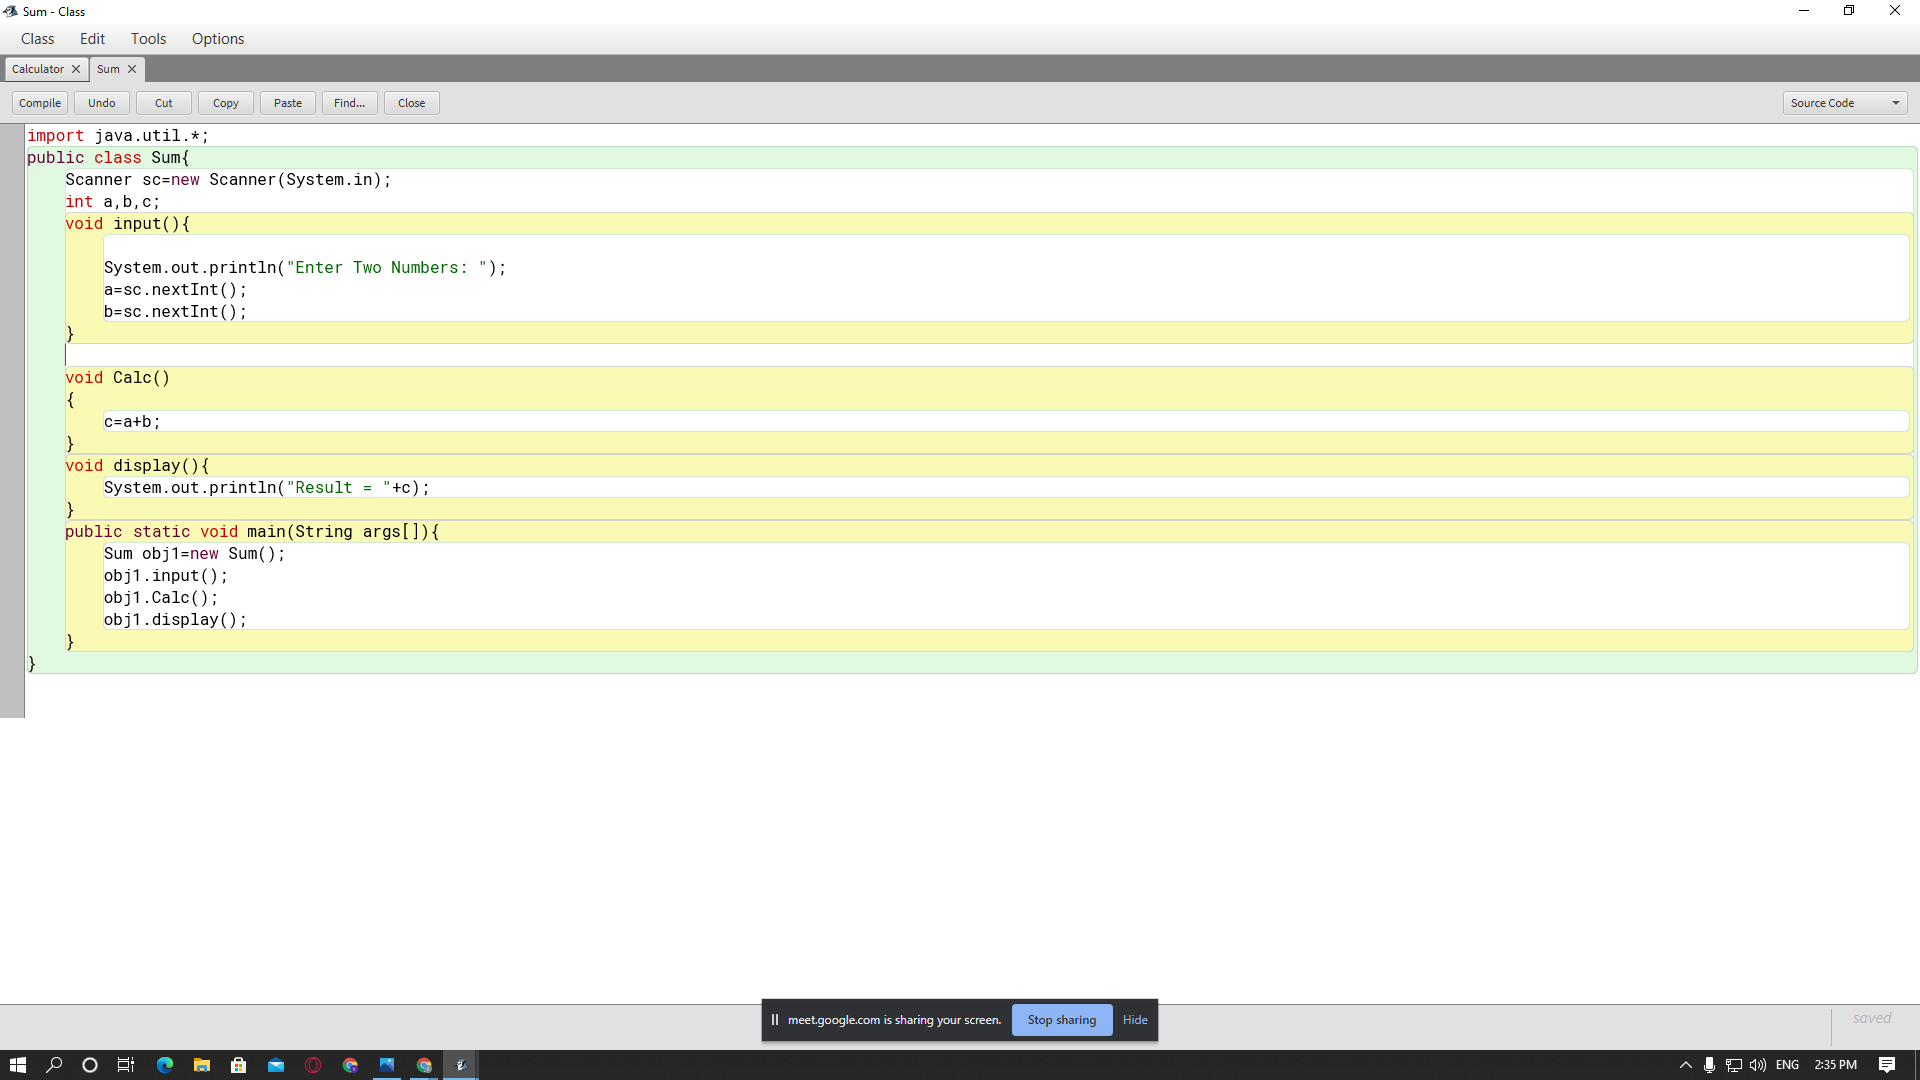 Sum - Class
Class Edit Tools Options
Calculator Sum
Compile Undo Cut Copy Paste Find... Close Source Code
import java.util.*;
public class Sum{
    Scanner sc=new Scanner(System.in);
    int a,b,c;
    void input(){
        System.out.println("Enter Two Numbers: ");
        a=sc.nextInt();
        b=sc.nextInt();
    }
    void Calc()
    {
        c=a+b;
    }
    void display(){
        System.out.println("Result = "+c);
    }
    public static void main(String args[]){
        Sum obj1=new Sum();
        obj1.input();
        obj1.Calc();
        obj1.display();
    }
}
meet.google.com is sharing your screen. Stop sharing Hide
saved
ENG 2:35 PM